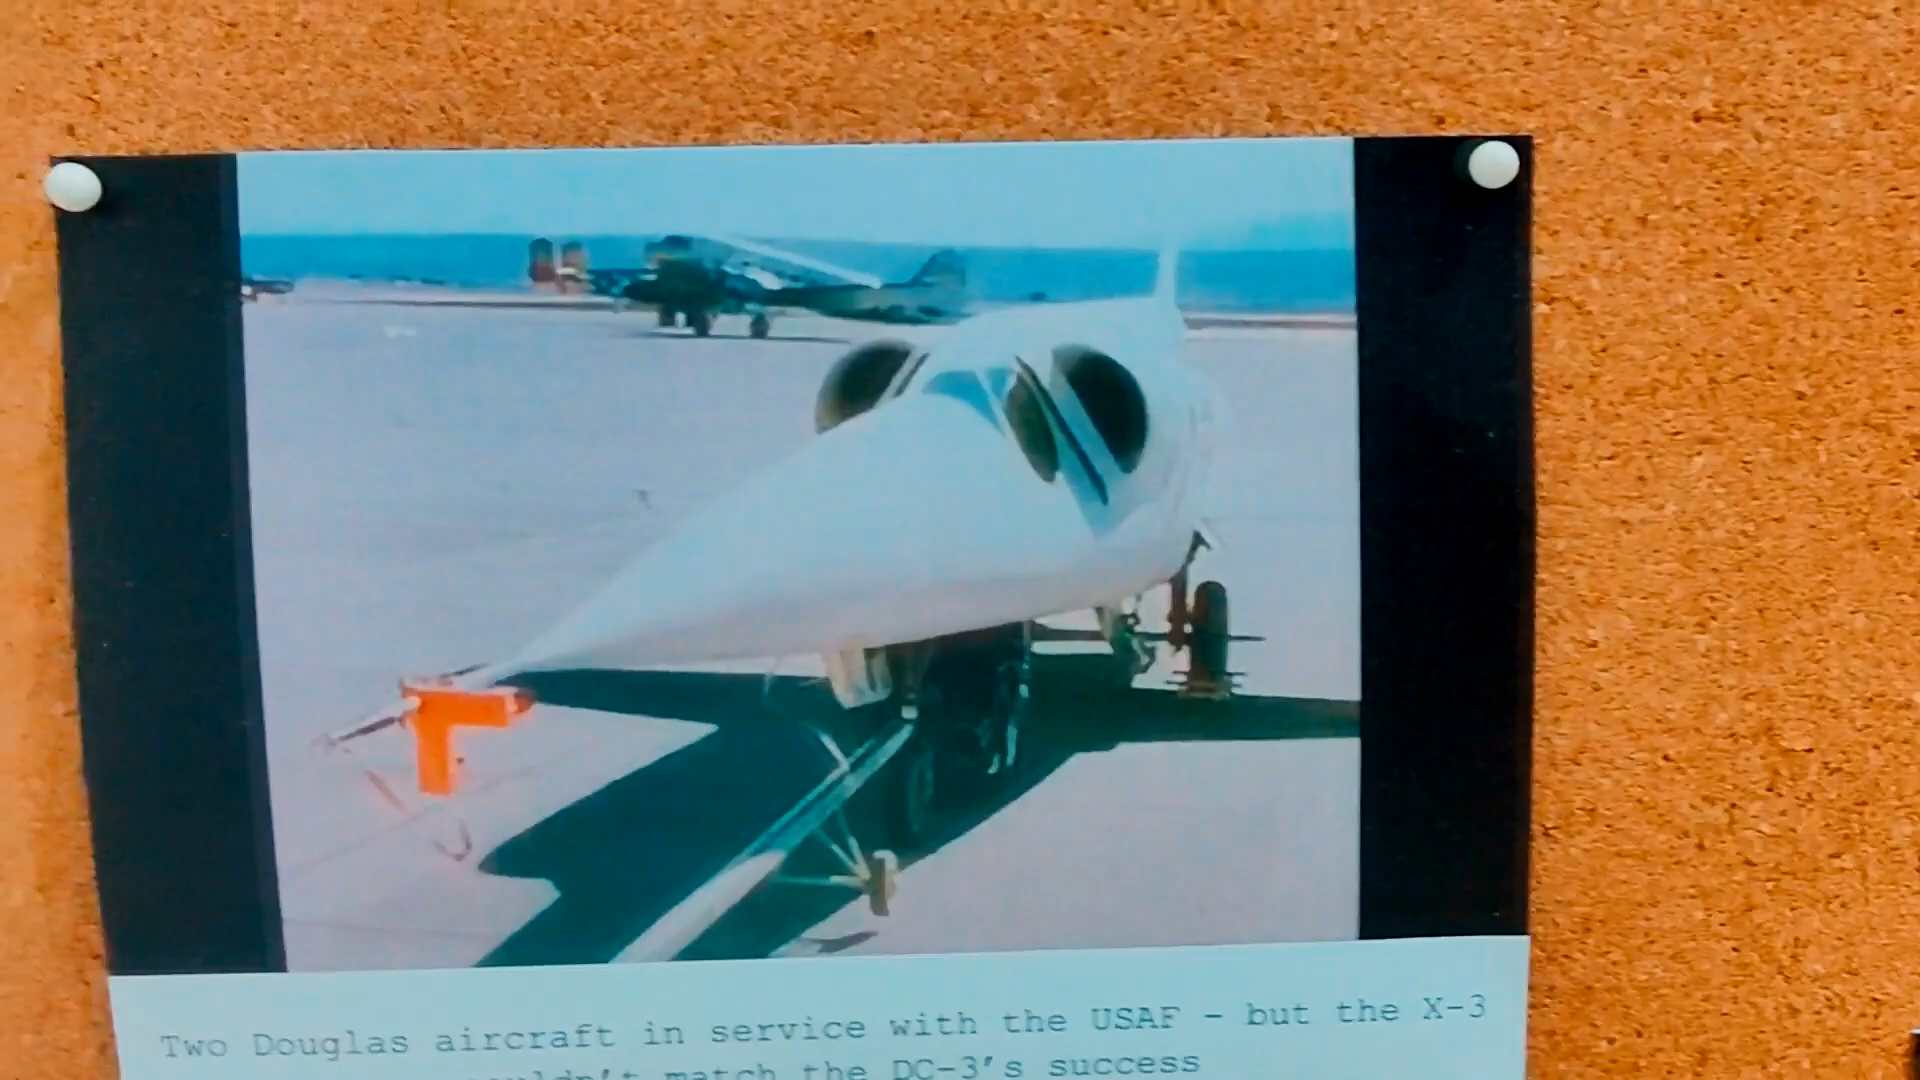 Two Douglas aircraft in service with the USAF - but the X-3
match the DC-3's success